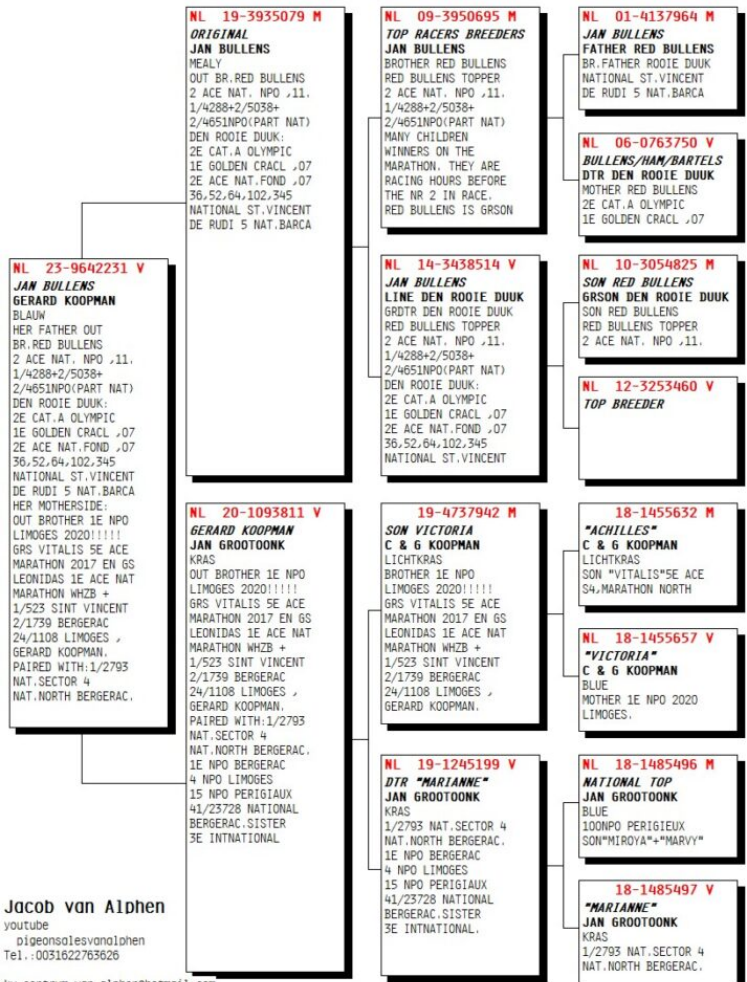 NL 23-9642231 V
JAN BULLENS
GERARD KOOPMAN
BLAUW
HER FATHER OUT
BR.RED BULLENS
2 ACE NAT. NPO ,11.
1/4288+2/5038+
2/4651NPO(PART NAT)
DEN ROOIE DUUK:
2E CAT.A OLYMPIC
1E GOLDEN CRACL ,07
2E ACE NAT.FOND ,07
36,52,64,102,345
NATIONAL ST.VINCENT
DE RUDI 5 NAT.BARCA
HER MOTHERSIDE:
OUT BROTHER 1E NPO
LIMOGES 2020!!!!!
GRS VITALIS 5E ACE
MARATHON 2017 EN GS
LEONIDAS 1E ACE NAT
MARATHON WHZB +
1/523 SINT VINCENT
2/1739 BERGERAC
24/1108 LIMOGES ,
GERARD KOOPMAN.
PAIRED WITH:1/2793
NAT.SECTOR 4
NAT.NORTH BERGERAC.
NL 19-3935079 M
ORIGINAL
JAN BULLENS
MEALY
OUT BR.RED BULLENS
2 ACE NAT. NPO ,11.
1/4288+2/5038+
2/4651NPO(PART NAT)
DEN ROOIE DUUK:
2E CAT.A OLYMPIC
1E GOLDEN CRACL ,07
2E ACE NAT.FOND ,07
36,52,64,102,345
NATIONAL ST.VINCENT
DE RUDI 5 NAT.BARCA
NL 20-1093811 V
GERARD KOOPMAN
JAN GROOTOONK
KRAS
OUT BROTHER 1E NPO
LIMOGES 2020!!!!!
GRS VITALIS 5E ACE
MARATHON 2017 EN GS
LEONIDAS 1E ACE NAT
MARATHON WHZB +
1/523 SINT VINCENT
2/1739 BERGERAC
24/1108 LIMOGES ,
GERARD KOOPMAN.
PAIRED WITH:1/2793
NAT.SECTOR 4
NAT.NORTH BERGERAC.
1E NPO BERGERAC
4 NPO LIMOGES
15 NPO PERIGIAUX
41/23728 NATIONAL
BERGERAC.SISTER
3E INTNATIONAL
NL 09-3950695 M
TOP RACERS BREEDERS
JAN BULLENS
BROTHER RED BULLENS
RED BULLENS TOPPER
2 ACE NAT. NPO ,11.
1/4288+2/5038+
2/4651NPO(PART NAT)
MANY CHILDREN
WINNERS ON THE
MARATHON. THEY ARE
RACING HOURS BEFORE
THE NR 2 IN RACE.
RED BULLENS IS GRSON
NL 14-3438514 V
JAN BULLENS
LINE DEN ROOIE DUUK
GRDTR DEN ROOIE DUUK
RED BULLENS TOPPER
2 ACE NAT. NPO ,11.
1/4288+2/5038+
2/4651NPO(PART NAT)
DEN ROOIE DUUK:
2E CAT.A OLYMPIC
1E GOLDEN CRACL ,07
2E ACE NAT.FOND ,07
36,52,64,102,345
NATIONAL ST.VINCENT
19-4737942 M
SON VICTORIA
C & G KOOPMAN
LICHTKRAS
BROTHER 1E NPO
LIMOGES 2020!!!!!
GRS VITALIS 5E ACE
MARATHON 2017 EN GS
LEONIDAS 1E ACE NAT
MARATHON WHZB +
1/523 SINT VINCENT
2/1739 BERGERAC
24/1108 LIMOGES ,
GERARD KOOPMAN.
NL 19-1245199 V
DTR "MARIANNE"
JAN GROOTOONK
KRAS
1/2793 NAT.SECTOR 4
NAT.NORTH BERGERAC.
1E NPO BERGERAC
4 NPO LIMOGES
15 NPO PERIGIAUX
41/23728 NATIONAL
BERGERAC.SISTER
3E INTNATIONAL.
NL 01-4137964 M
JAN BULLENS
FATHER RED BULLENS
BR.FATHER ROOIE DUUK
NATIONAL ST.VINCENT
DE RUDI 5 NAT.BARCA
NL 06-0763750 V
BULLENS/HAM/BARTELS
DTR DEN ROOIE DUUK
MOTHER RED BULLENS
2E CAT.A OLYMPIC
1E GOLDEN CRACL ,07
NL 10-3054825 M
SON RED BULLENS
GRSON DEN ROOIE DUUK
SON RED BULLENS
RED BULLENS TOPPER
2 ACE NAT. NPO ,11.
NL 12-3253460 V
TOP BREEDER
18-1455632 M
"ACHILLES"
C & G KOOPMAN
LICHTKRAS
SON "VITALIS"5E ACE
S4,MARATHON NORTH
NL 18-1455657 V
"VICTORIA"
C & G KOOPMAN
BLUE
MOTHER 1E NPO 2020
LIMOGES.
NL 18-1485496 M
NATIONAL TOP
JAN GROOTOONK
BLUE
100NPO PERIGIEUX
SON"MIROYA"+"MARVY"
18-1485497 V
"MARIANNE"
JAN GROOTOONK
KRAS
1/2793 NAT.SECTOR 4
NAT.NORTH BERGERAC.
Jacob van Alphen
youtube
pigeonsalesvanalphen
Tel.:0031622763626